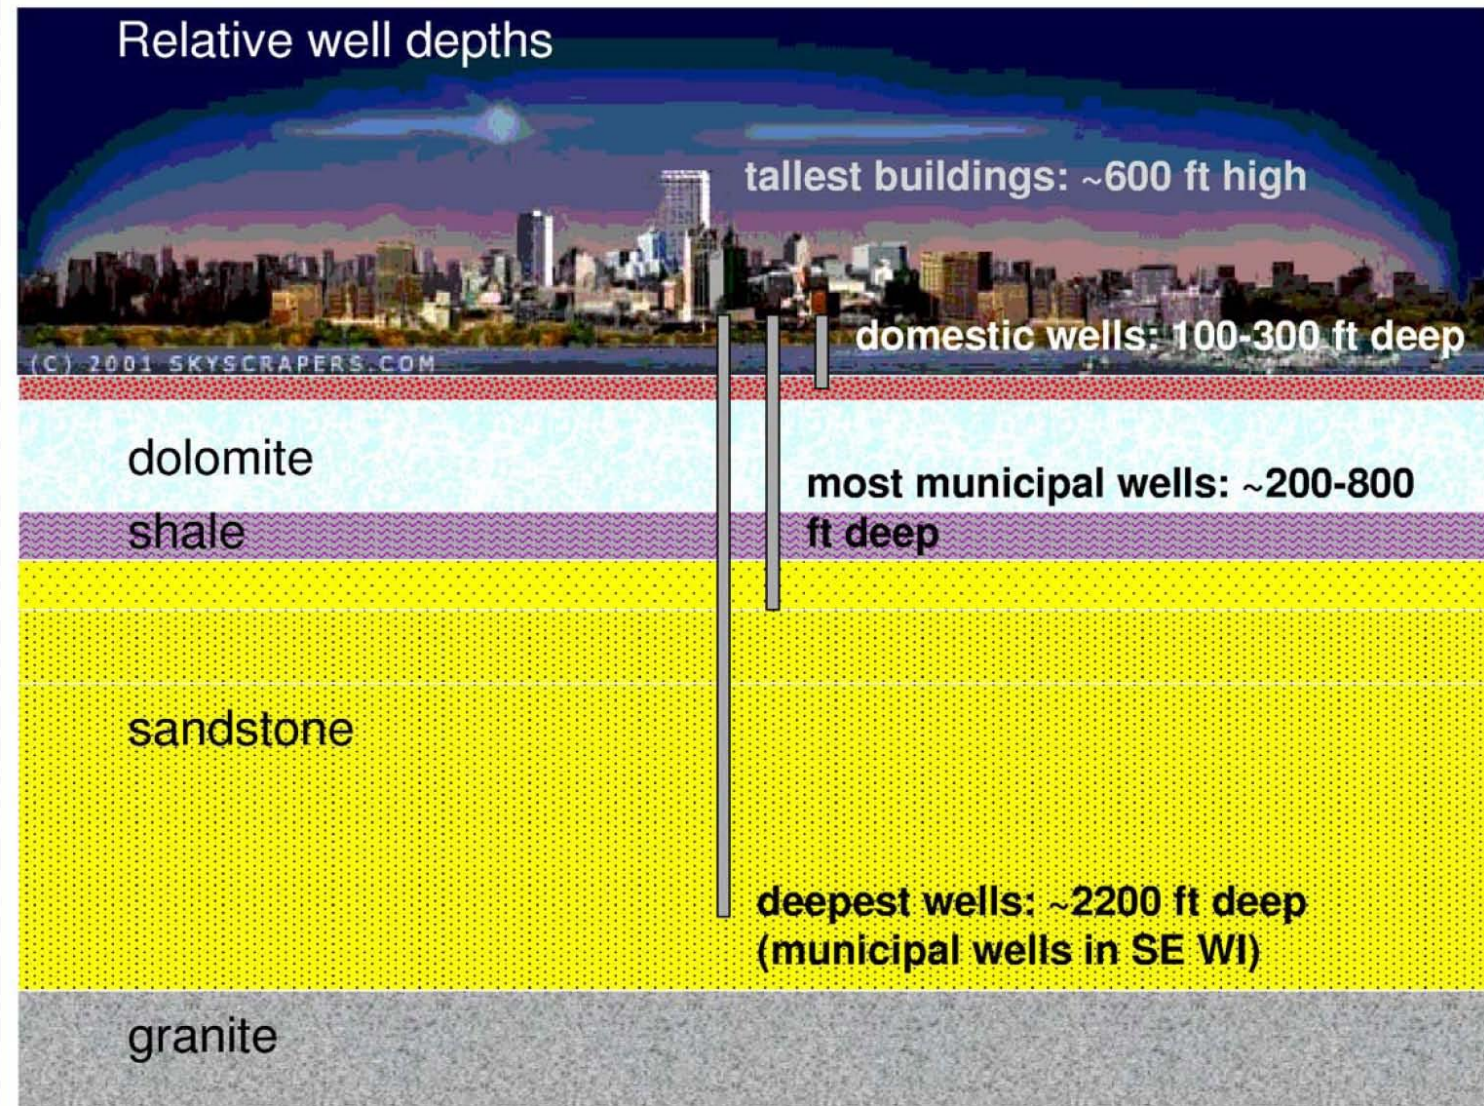 Relative well depths
tallest buildings: ~600 ft high
domestic wells: 100-300 ft deep
(C) 2001 SKYSCRAPERS.COM
dolomite
most municipal wells: ~200-800
ft deep
shale
sandstone
deepest wells: ~2200 ft deep
(municipal wells in SE WI)
granite